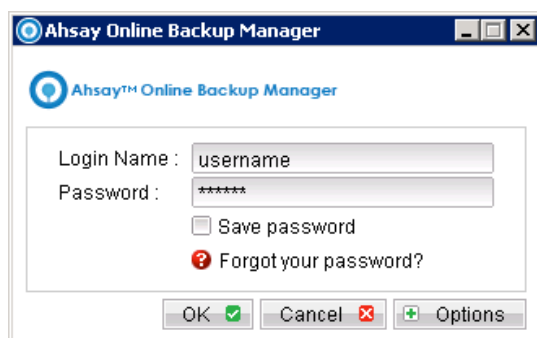 Ahsay Online Backup Manager
Ahsay™ Online Backup Manager
Login Name : username
Password : ******
Save password
Forgot your password?
OK Cancel Options